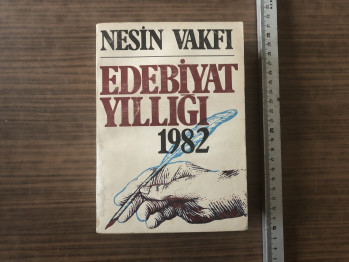 NESİN VAKFI
EDEBİYAT
YILLIĞI
1982